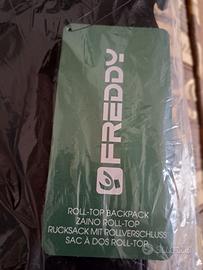 FREDDY
ROLL-TOP BACKPACK
ZAINO ROLL-TOP
RUCKSACK MIT ROLLVERSCHLUSS
SAC À DOS ROLL-TOP